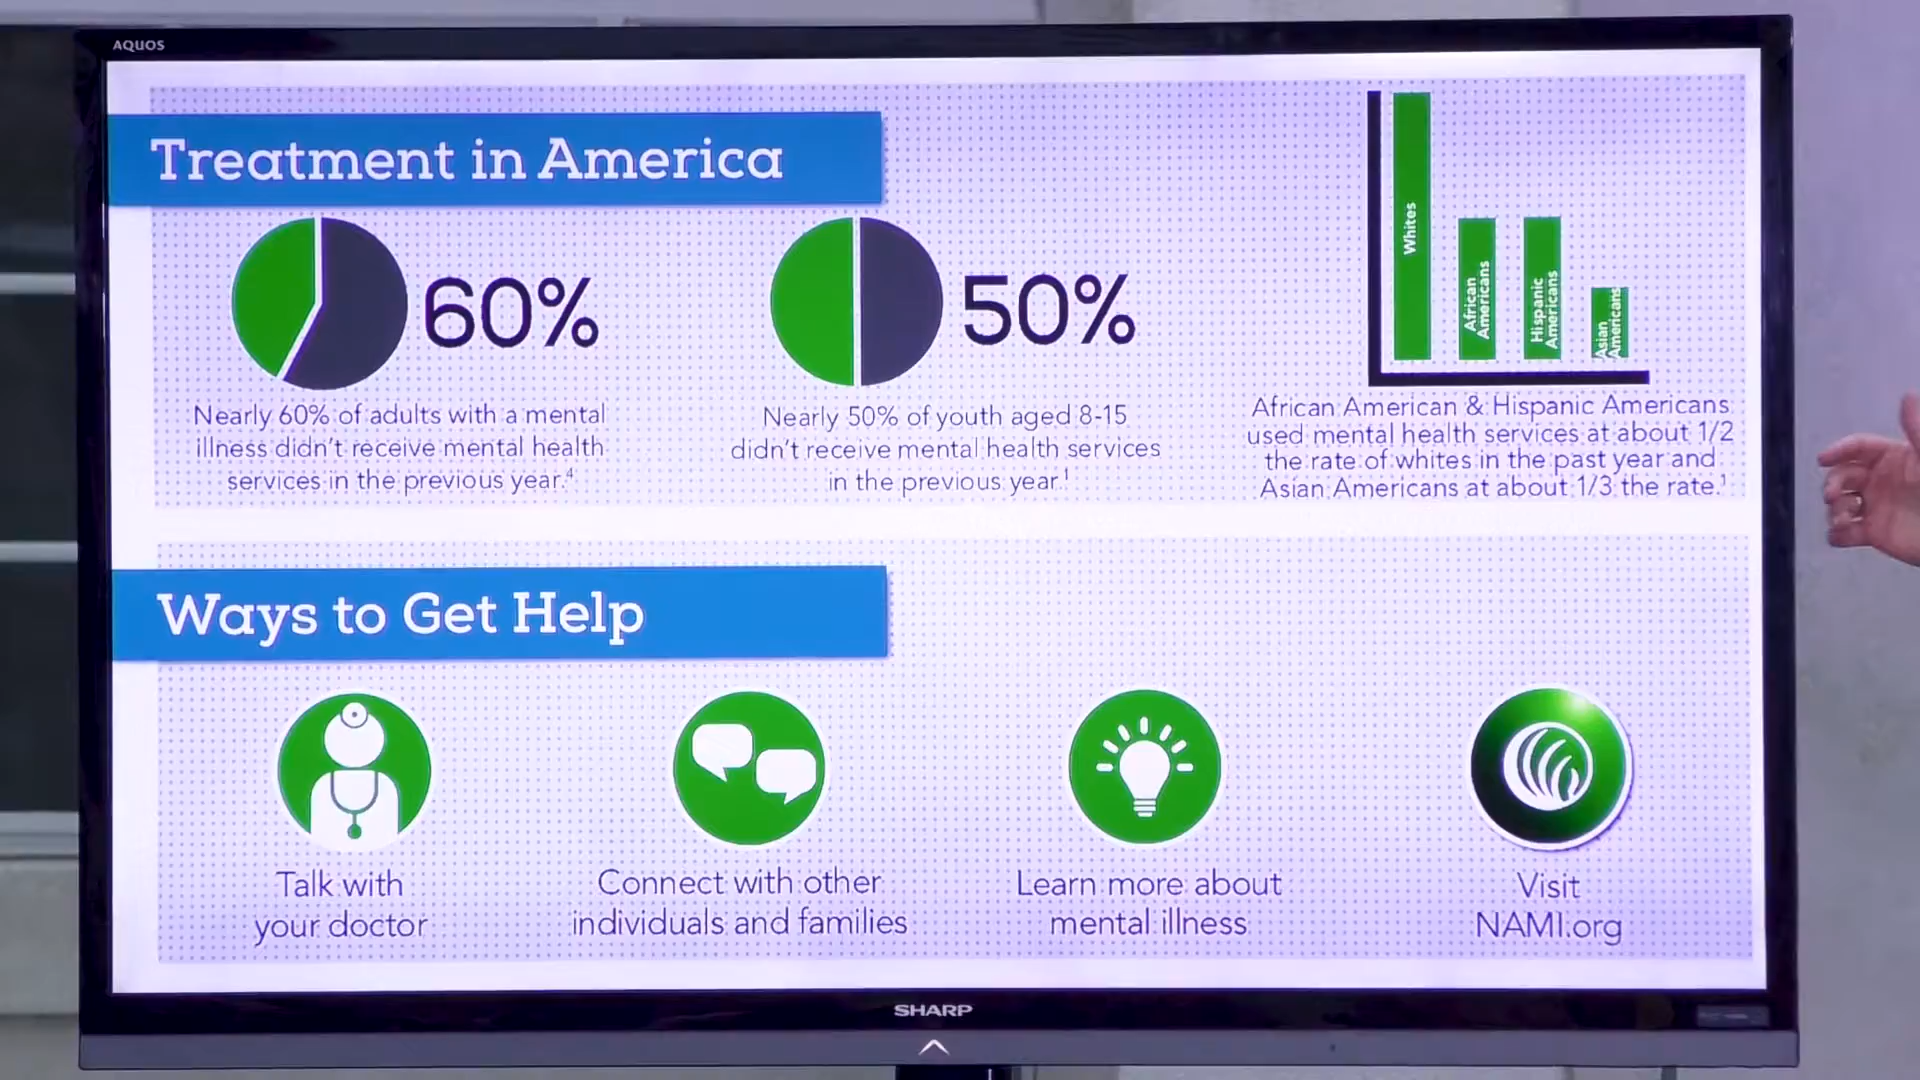 AQUOS
Treatment in America
60%
Nearly 60% of adults with a mental
illness didn't receive mental health
services in the previous year.⁴
50%
Nearly 50% of youth aged 8-15
didn't receive mental health services
in the previous year.¹
Whites
African
Americans
Hispanic
Americans
Asian
Americans
African American & Hispanic Americans
used mental health services at about 1/2
the rate of whites in the past year and
Asian Americans at about 1/3 the rate.¹
Ways to Get Help
Talk with
your doctor
Connect with other
individuals and families
Learn more about
mental illness
Visit
NAMI.org
SHARP